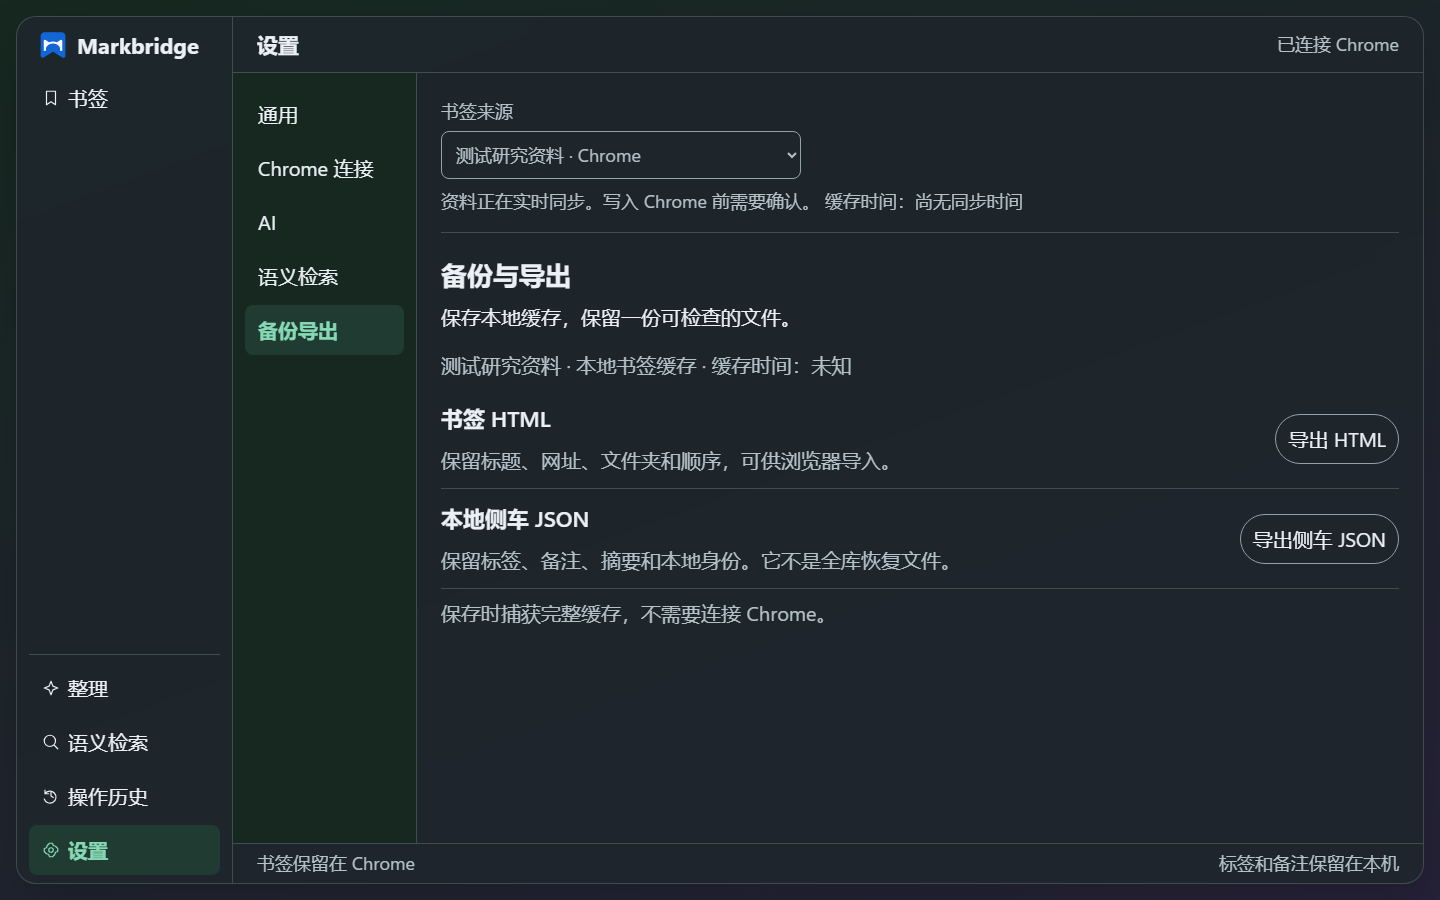 Markbridge
书签
整理
语义检索
操作历史
设置
设置
已连接 Chrome
通用
Chrome 连接
AI
语义检索
备份导出
书签来源
测试研究资料 · Chrome
资料正在实时同步。写入 Chrome 前需要确认。 缓存时间：尚无同步时间
备份与导出
保存本地缓存，保留一份可检查的文件。
测试研究资料 · 本地书签缓存 · 缓存时间：未知
书签 HTML
保留标题、网址、文件夹和顺序，可供浏览器导入。
导出 HTML
本地侧车 JSON
保留标签、备注、摘要和本地身份。它不是全库恢复文件。
导出侧车 JSON
保存时捕获完整缓存，不需要连接 Chrome。
书签保留在 Chrome
标签和备注保留在本机